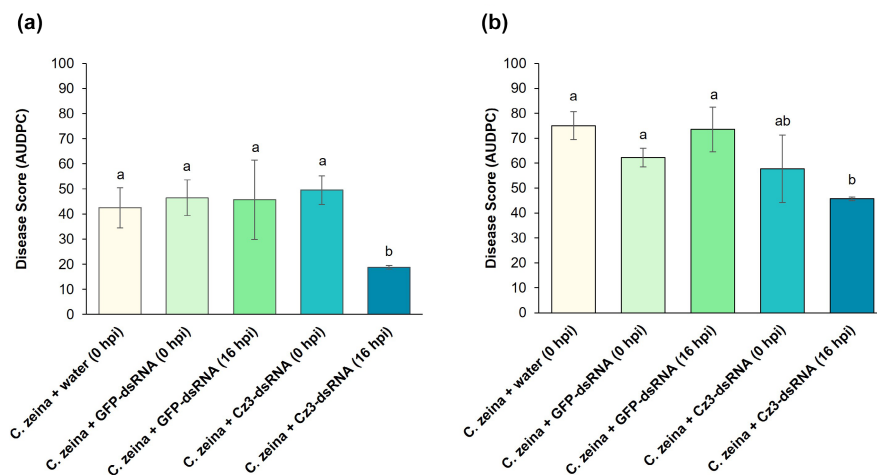 (a)
Disease Score (AUDPC)
100
90
80
70
60
50
40
30
20
10
0
a
a
a
a
b
C. zeina + water (0 hpi)
C. zeina + GFP-dsRNA (0 hpi)
C. zeina + GFP-dsRNA (16 hpi)
C. zeina + Cz3-dsRNA (0 hpi)
C. zeina + Cz3-dsRNA (16 hpi)
(b)
Disease Score (AUDPC)
100
90
80
70
60
50
40
30
20
10
0
a
a
a
ab
b
C. zeina + water (0 hpi)
C. zeina + GFP-dsRNA (0 hpi)
C. zeina + GFP-dsRNA (16 hpi)
C. zeina + Cz3-dsRNA (0 hpi)
C. zeina + Cz3-dsRNA (16 hpi)